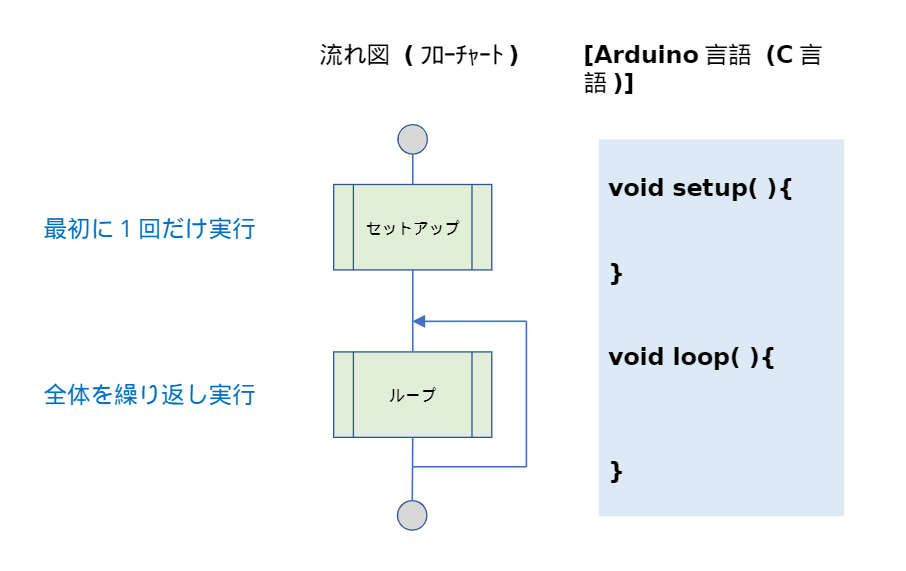 流れ図 ( ﾌﾛｰﾁｬｰﾄ )
[Arduino 言語 (C 言
語 )]
最初に１回だけ実行
セットアップ
void setup( ){
}
全体を繰り返し実行
ループ
void loop( ){
}